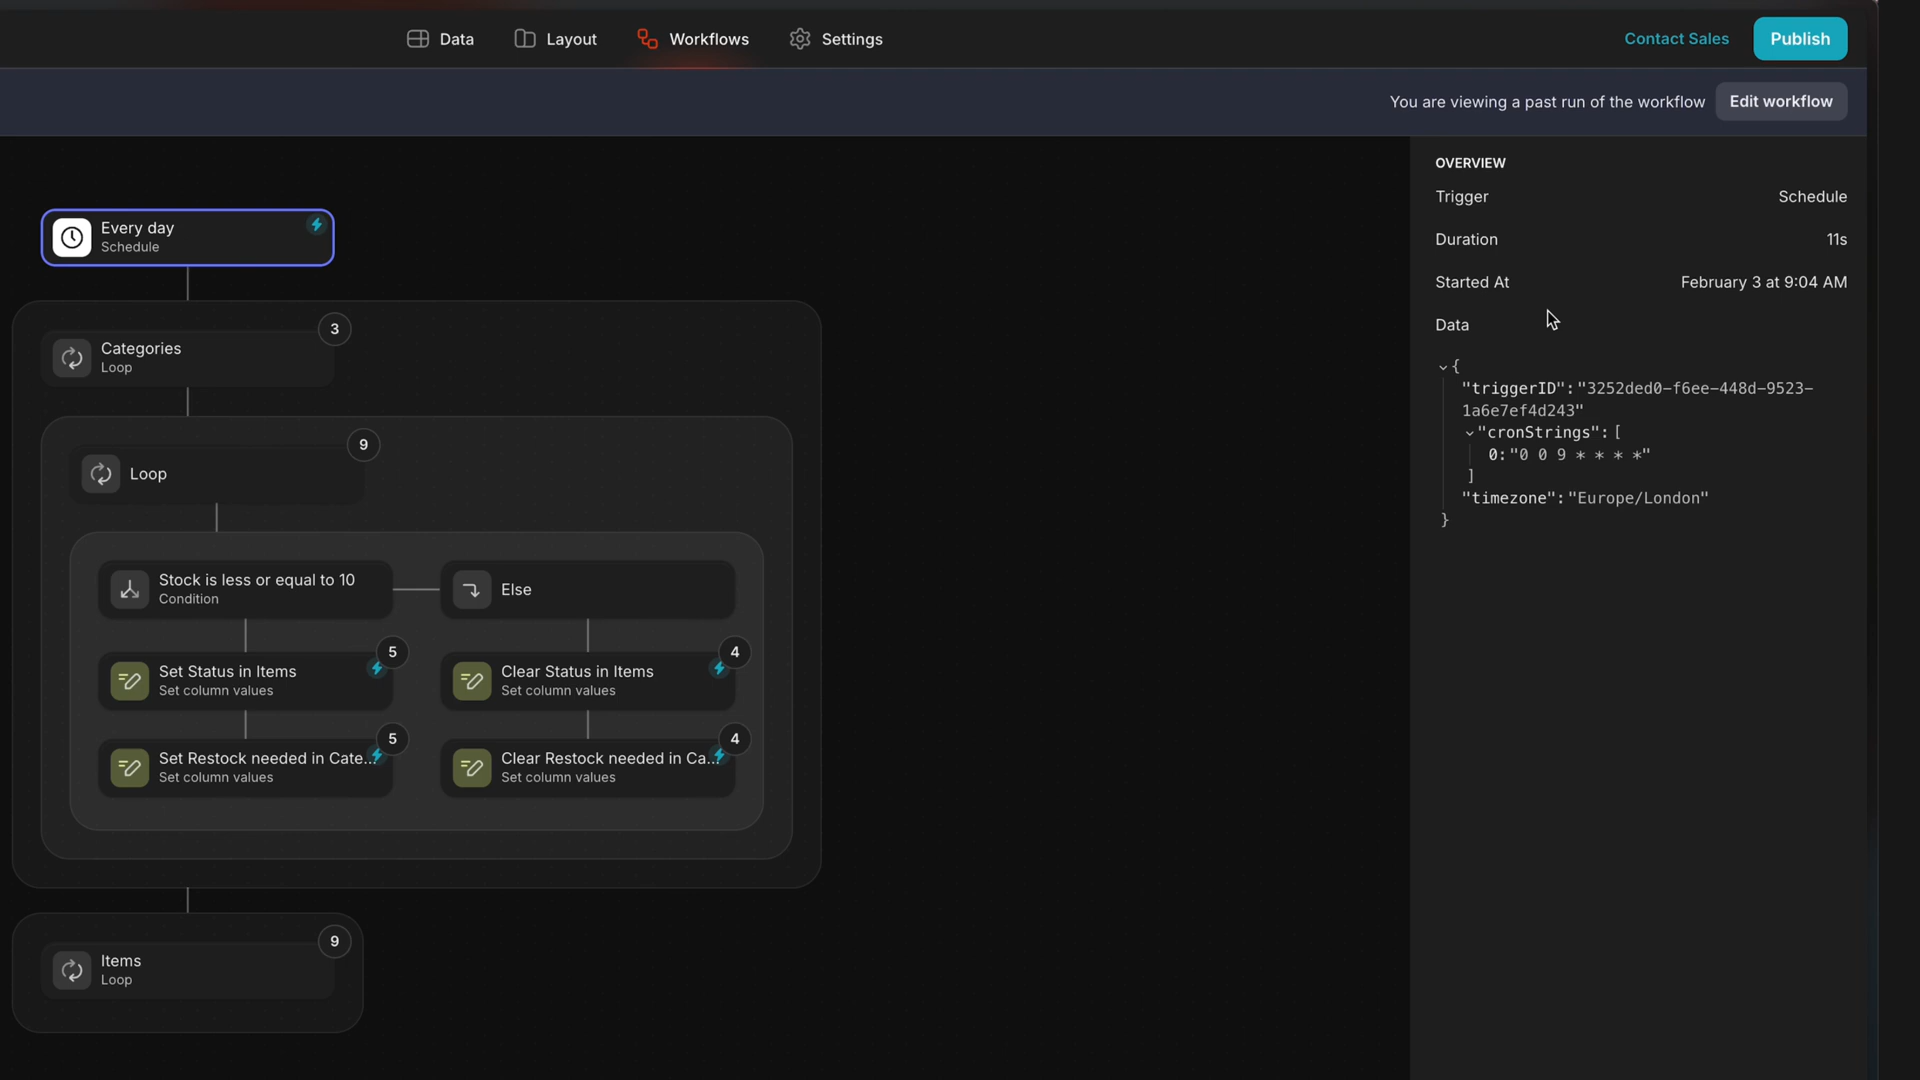 Data
Layout
Workflows
Settings
Contact Sales
Publish
You are viewing a past run of the workflow
Edit workflow
Every day
Schedule
3
Categories
Loop
9
Loop
Stock is less or equal to 10
Condition
Else
5
Set Status in Items
Set column values
4
Clear Status in Items
Set column values
5
Set Restock needed in Cate...
Set column values
4
Clear Restock needed in Ca...
Set column values
9
Items
Loop
OVERVIEW
Trigger Schedule
Duration 11s
Started At February 3 at 9:04 AM
Data
{
"triggerID":"3252ded0-f6ee-448d-9523-
1a6e7ef4d243"
"cronStrings":[
0:"0 0 9 * * * *"
]
"timezone":"Europe/London"
}